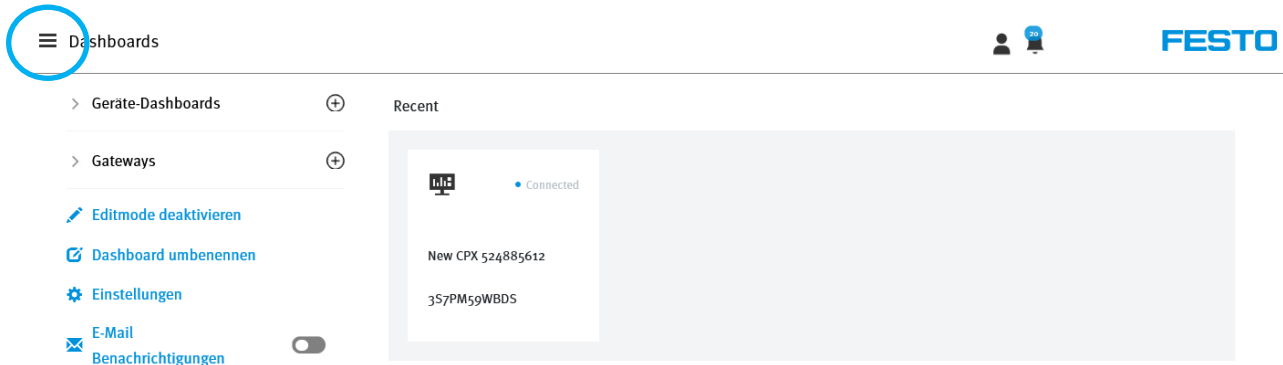 Dashboards
20
FESTO
Geräte-Dashboards
Gateways
Editmode deaktivieren
Dashboard umbenennen
Einstellungen
E-Mail
Benachrichtigungen
Recent
Connected
New CPX 524885612
3S7PM59WBDS